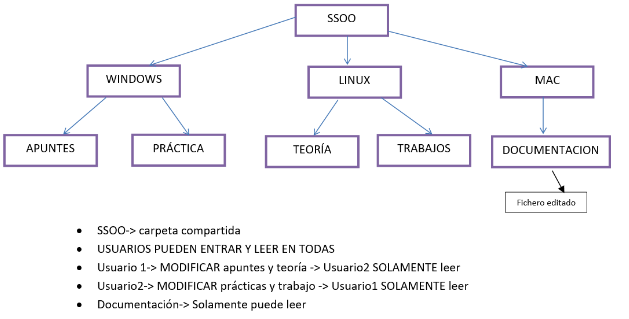 SSOO
WINDOWS
LINUX
MAC
APUNTES
PRÁCTICA
TEORÍA
TRABAJOS
DOCUMENTACION
Fichero editado
• SSOO-> carpeta compartida
• USUARIOS PUEDEN ENTRAR Y LEER EN TODAS
• Usuario 1-> MODIFICAR apuntes y teoría -> Usuario2 SOLAMENTE leer
• Usuario2-> MODIFICAR prácticas y trabajo -> Usuario1 SOLAMENTE leer
• Documentación-> Solamente puede leer